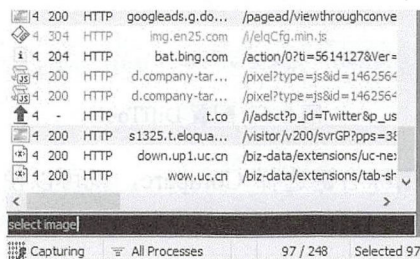 4 200 HTTP googleads.g.do... /pagead/viewthroughconve
4 304 HTTP img.en25.com /i/elqCfg.min.js
4 204 HTTP bat.bing.com /action/0?ti=5614127&Ver=
4 200 HTTP d.company-tar... /pixel?type=js&id=1462564
4 200 HTTP d.company-tar... /pixel?type=js&id=1462564
4 - HTTP t.co /i/adsct?p_id=Twitter&p_us
4 200 HTTP s1325.t.eloqua... /visitor/v200/svrGP?pps=38
4 200 HTTP down.up1.uc.cn /biz-data/extensions/uc-nex
4 200 HTTP wow.uc.cn /biz-data/extensions/tab-sh
select image
Capturing All Processes 97 / 248 Selected 97